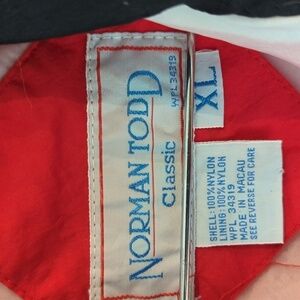 NORMAN TODD
Classic
WPL 34319
XL
SHELL:100%NYLON
LINING:100% NYLON
WPL 34319
MADE IN MACAU
SEE REVERSE FOR CARE